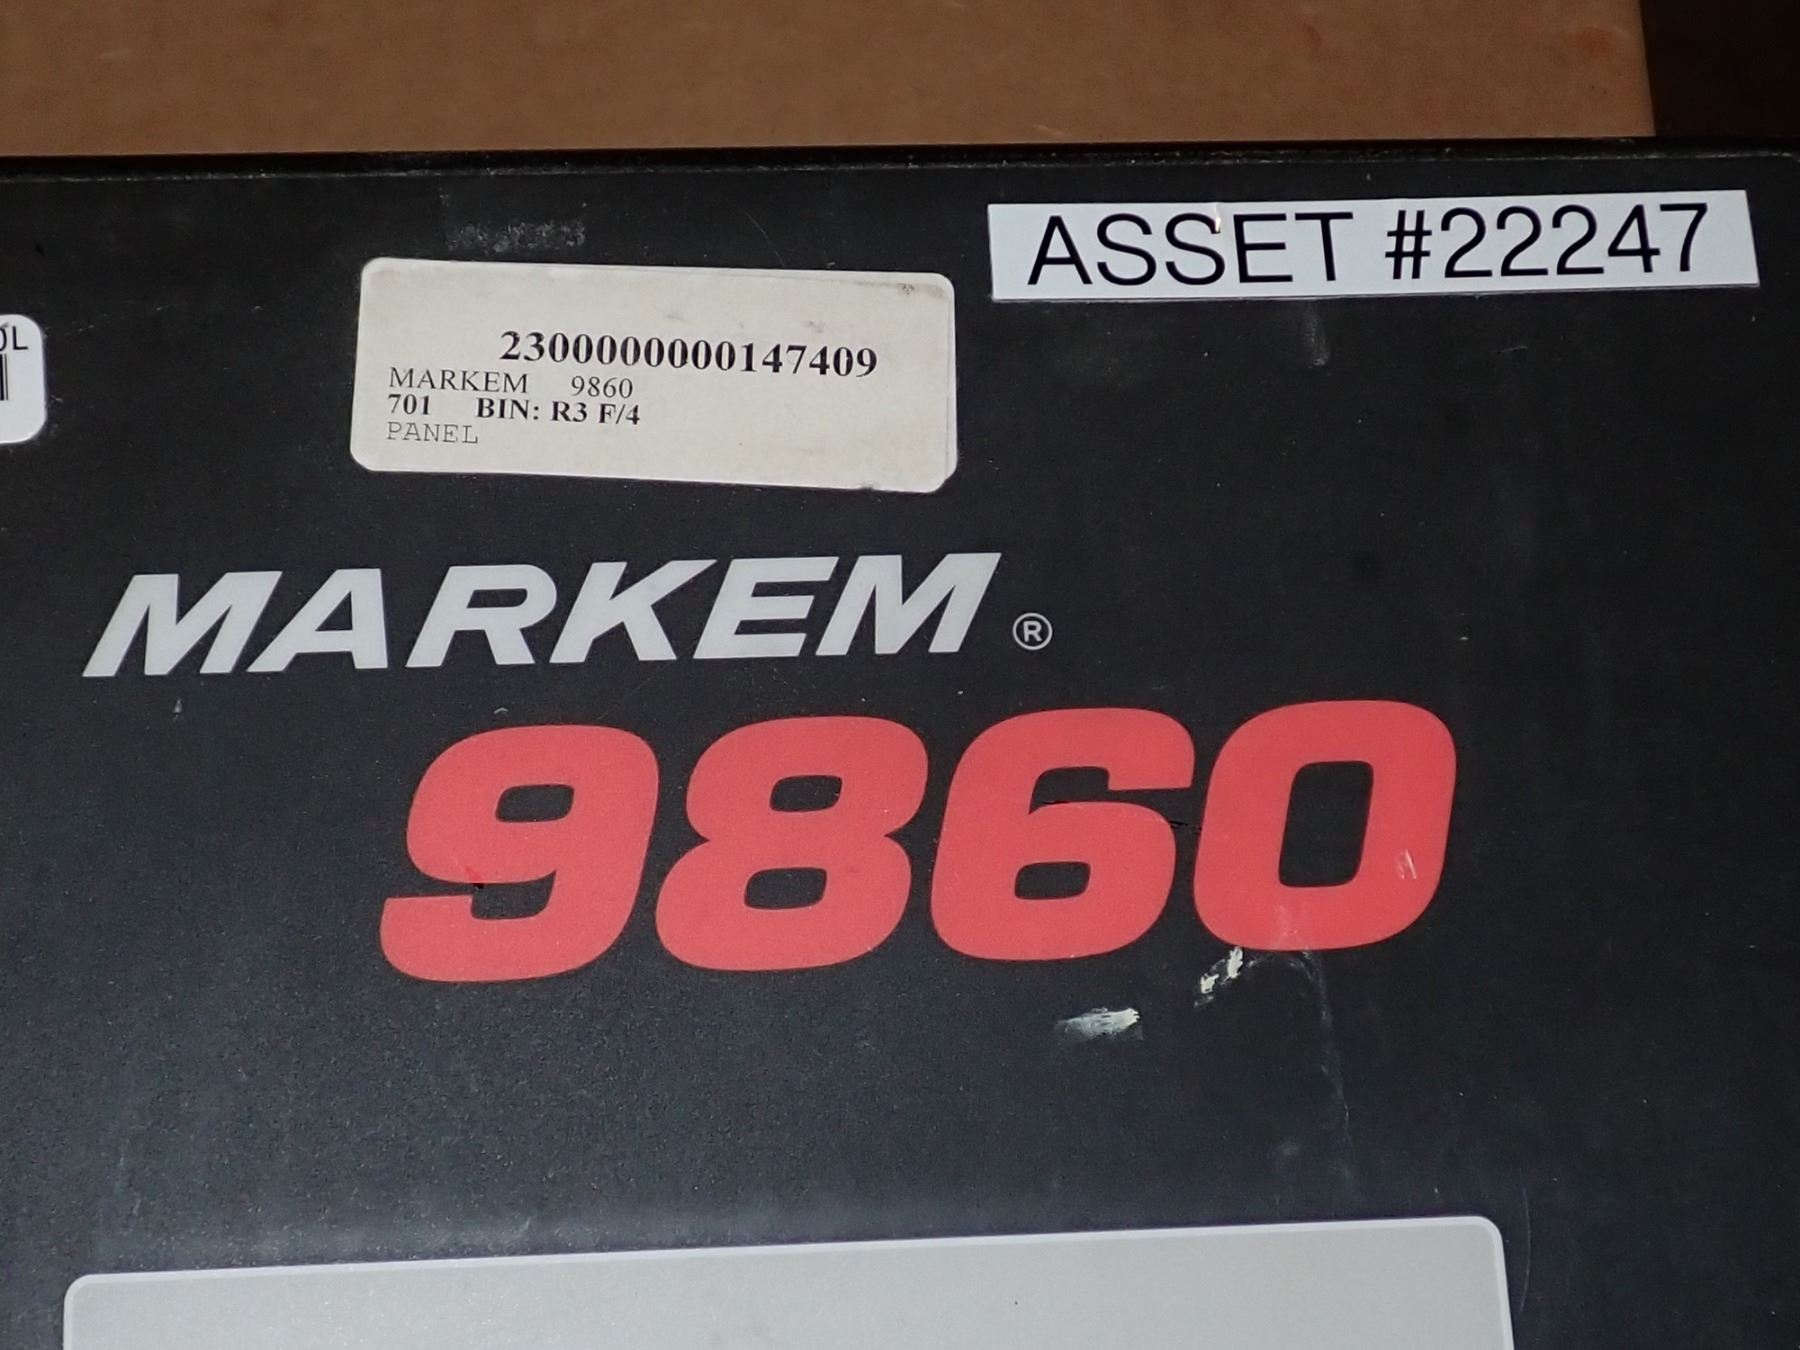 ASSET #22247
2300000000147409
MARKEM 9860
701 BIN: R3 F/4
PANEL
MARKEM®
9860